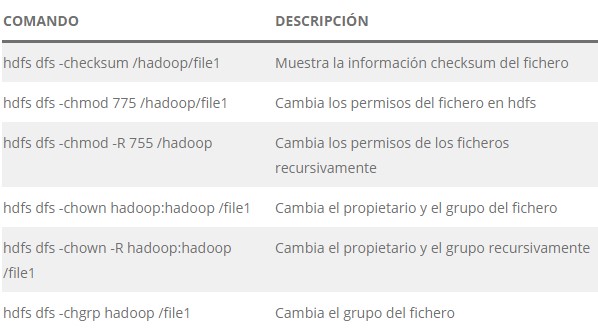 COMANDO DESCRIPCIÓN
hdfs dfs -checksum /hadoop/file1 Muestra la información checksum del fichero
hdfs dfs -chmod 775 /hadoop/file1 Cambia los permisos del fichero en hdfs
hdfs dfs -chmod -R 755 /hadoop Cambia los permisos de los ficheros
recursivamente
hdfs dfs -chown hadoop:hadoop /file1 Cambia el propietario y el grupo del fichero
hdfs dfs -chown -R hadoop:hadoop Cambia el propietario y el grupo recursivamente
/file1
hdfs dfs -chgrp hadoop /file1 Cambia el grupo del fichero